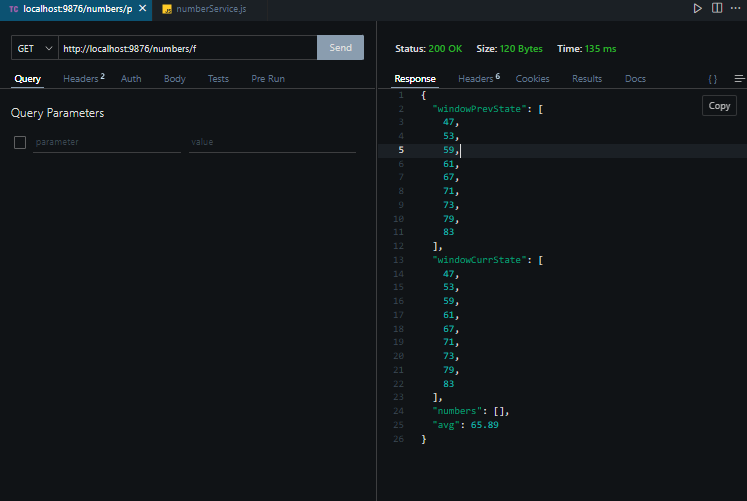 TC localhost:9876/numbers/p × JS numberService.js
GET http://localhost:9876/numbers/f Send
Query Headers 2 Auth Body Tests Pre Run
Query Parameters
parameter value
Status: 200 OK Size: 120 Bytes Time: 135 ms
Response Headers 6 Cookies Results Docs { }
Copy
1 {
2 "windowPrevState": [
3 47,
4 53,
5 59,
6 61,
7 67,
8 71,
9 73,
10 79,
11 83
12 ],
13 "windowCurrState": [
14 47,
15 53,
16 59,
17 61,
18 67,
19 71,
20 73,
21 79,
22 83
23 ],
24 "numbers": [],
25 "avg": 65.89
26 }